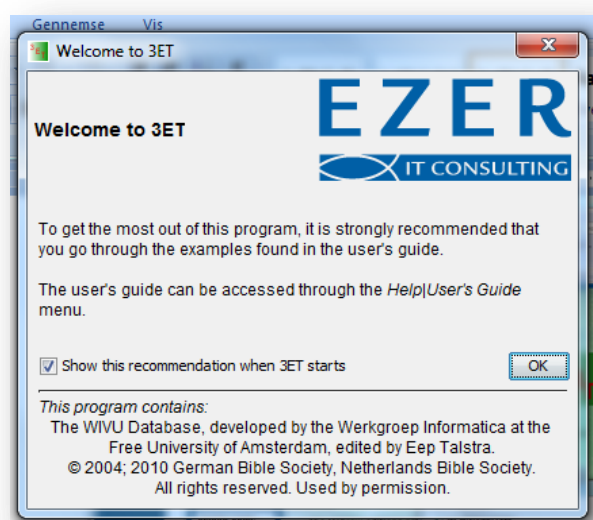 Gennemse Vis
Welcome to 3ET
EZER
Welcome to 3ET
IT CONSULTING
To get the most out of this program, it is strongly recommended that
you go through the examples found in the user's guide.
The user's guide can be accessed through the Help|User's Guide
menu.
Show this recommendation when 3ET starts
OK
This program contains:
The WIVU Database, developed by the Werkgroep Informatica at the
Free University of Amsterdam, edited by Eep Talstra.
© 2004; 2010 German Bible Society, Netherlands Bible Society.
All rights reserved. Used by permission.